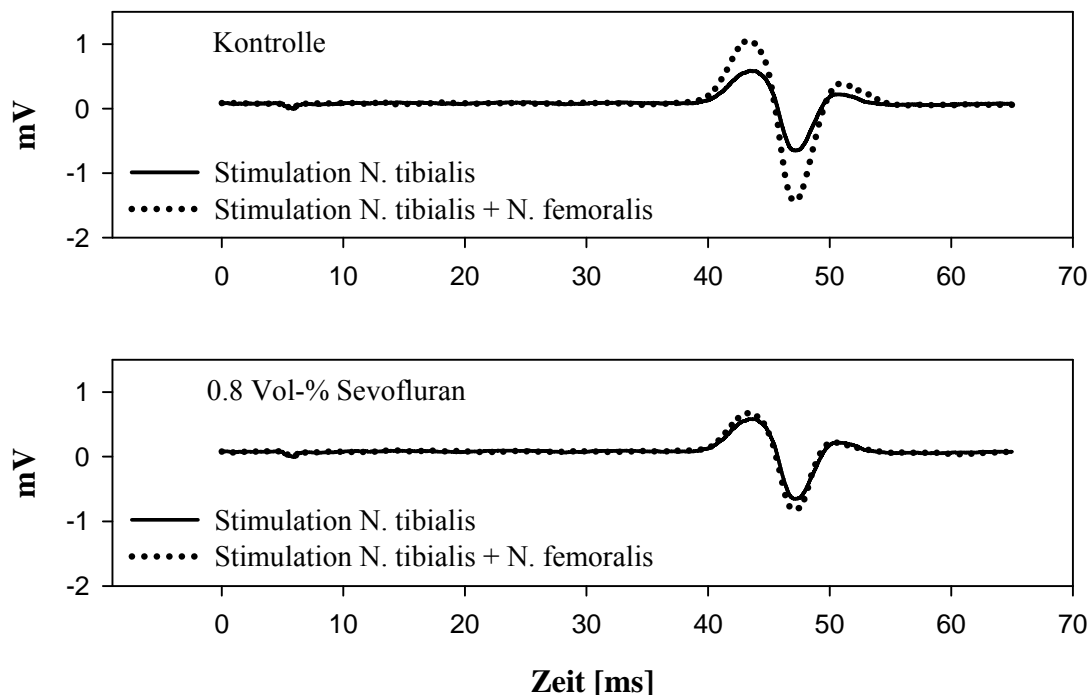 Kontrolle
mV
1
0
-1
-2
Stimulation N. tibialis
Stimulation N. tibialis + N. femoralis
0 10 20 30 40 50 60 70
0.8 Vol-% Sevofluran
mV
1
0
-1
-2
Stimulation N. tibialis
Stimulation N. tibialis + N. femoralis
0 10 20 30 40 50 60 70
Zeit [ms]